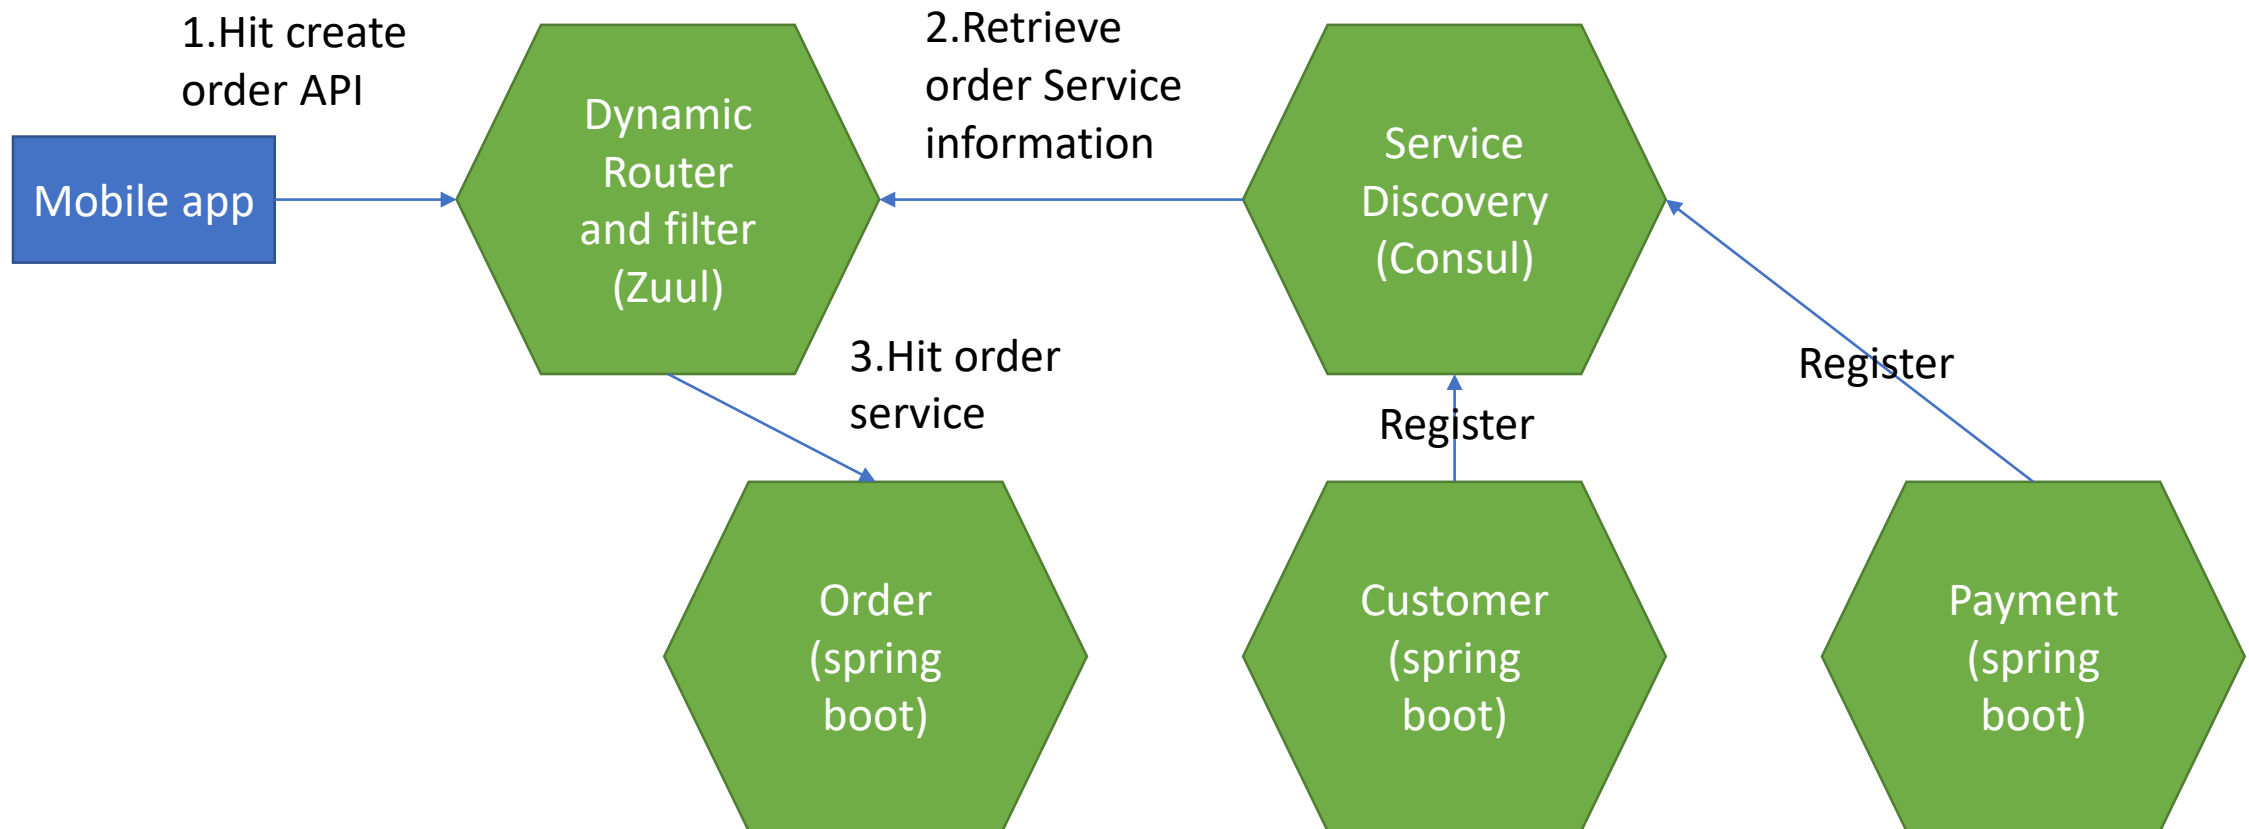 1.Hit create
order API
Mobile app
Dynamic
Router
and filter
(Zuul)
2.Retrieve
order Service
information
Service
Discovery
(Consul)
3.Hit order
service
Register
Register
Order
(spring
boot)
Customer
(spring
boot)
Payment
(spring
boot)